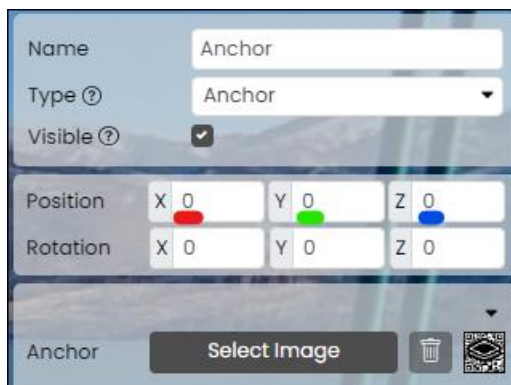 Name Anchor
Type ? Anchor
Visible ?
Position X 0 Y 0 Z 0
Rotation X 0 Y 0 Z 0
Anchor Select Image